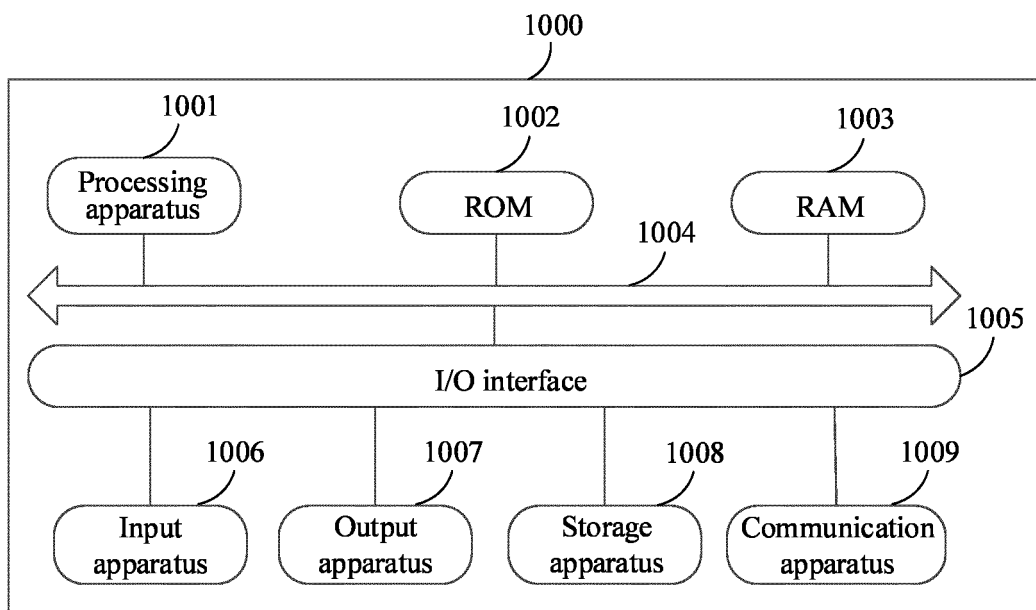 1000
1001
1002
1003
Processing
apparatus
ROM
RAM
1004
1005
I/O interface
1006
1007
1008
1009
Input
apparatus
Output
apparatus
Storage
apparatus
Communication
apparatus